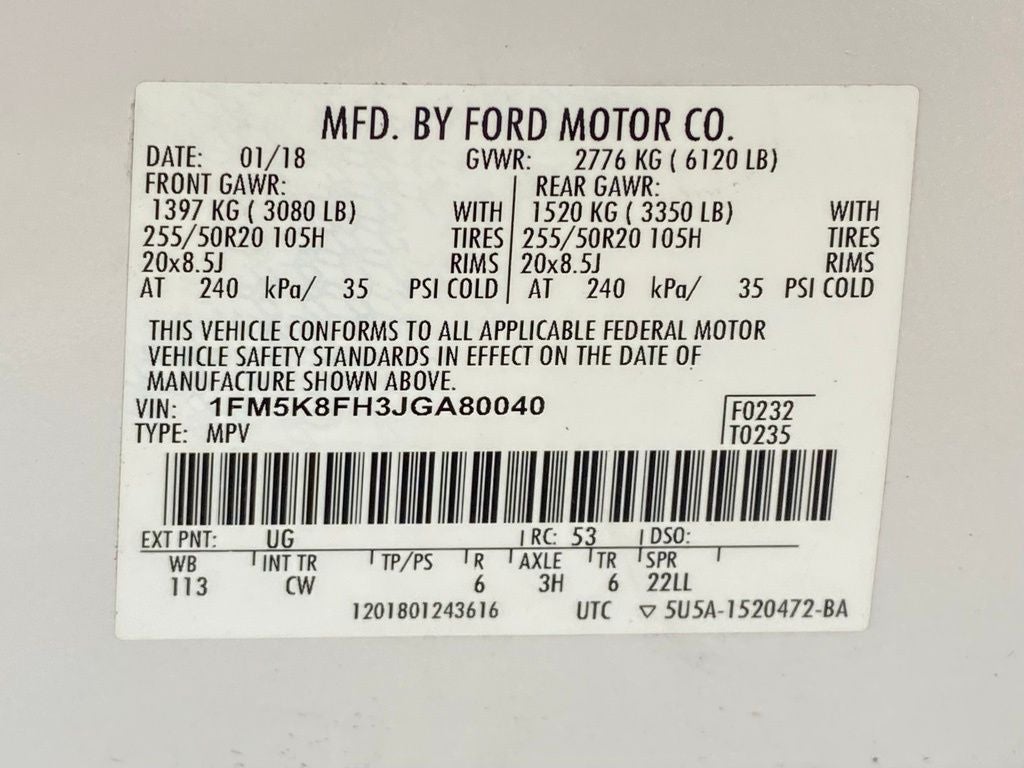 MFD. BY FORD MOTOR CO.
DATE: 01/18 GVWR: 2776 KG ( 6120 LB)
FRONT GAWR: REAR GAWR:
1397 KG ( 3080 LB) WITH 1520 KG ( 3350 LB) WITH
255/50R20 105H TIRES 255/50R20 105H TIRES
20x8.5J RIMS 20x8.5J RIMS
AT 240 kPa/ 35 PSI COLD AT 240 kPa/ 35 PSI COLD
THIS VEHICLE CONFORMS TO ALL APPLICABLE FEDERAL MOTOR
VEHICLE SAFETY STANDARDS IN EFFECT ON THE DATE OF
MANUFACTURE SHOWN ABOVE.
VIN: 1FM5K8FH3JGA80040 F0232
TYPE: MPV T0235
EXT PNT: UG RC: 53 DSO:
WB INT TR TP/PS R AXLE TR SPR
113 CW 6 3H 6 22LL
1201801243616 UTC ▽ 5U5A-1520472-BA